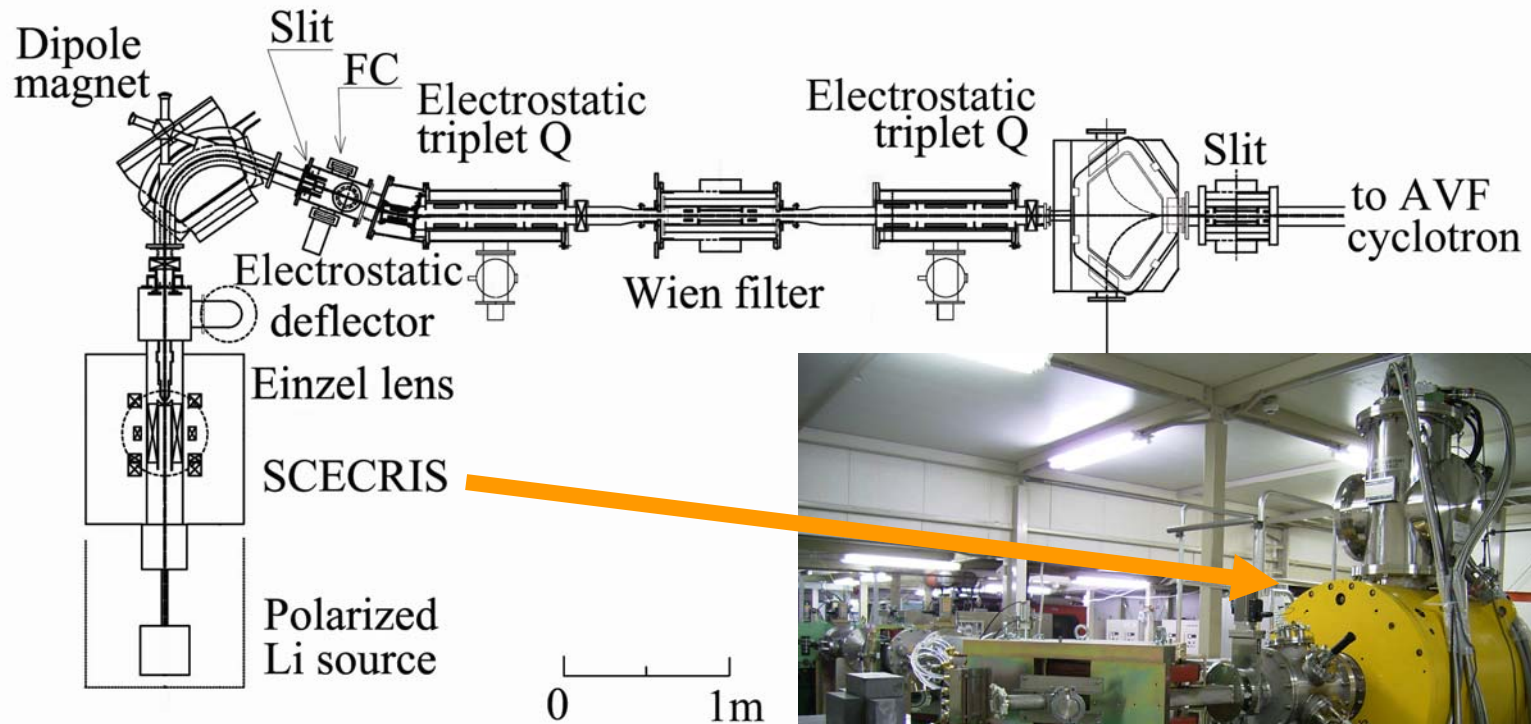 Dipole
magnet
Slit
FC
Electrostatic
triplet Q
Electrostatic
triplet Q
Slit
to AVF
cyclotron
Electrostatic
deflector
Wien filter
Einzel lens
SCECRIS
Polarized
Li source
0 1m